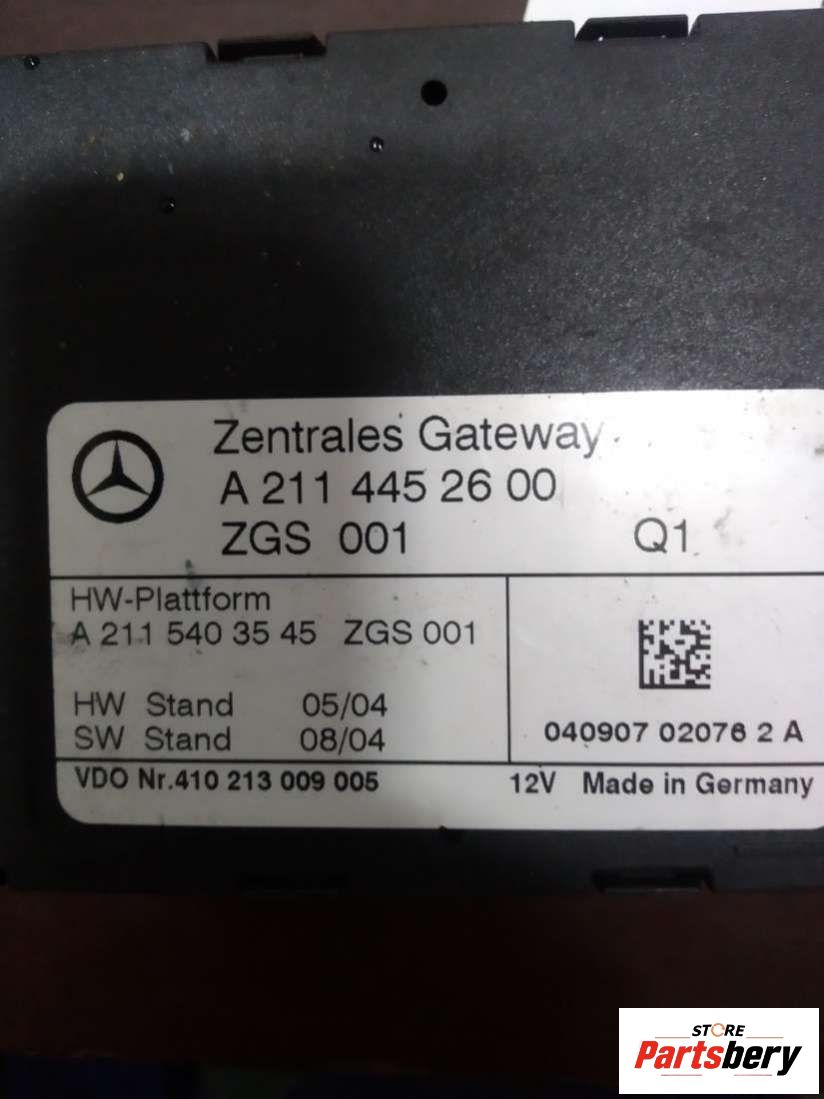 Zentrales Gateway
A 211 445 26 00
ZGS 001 Q1
HW-Plattform
A 211 540 35 45 ZGS 001
HW Stand 05/04
SW Stand 08/04
040907 02076 2 A
VDO Nr.410 213 009 005 12V Made in Germany
STORE
Partsbery